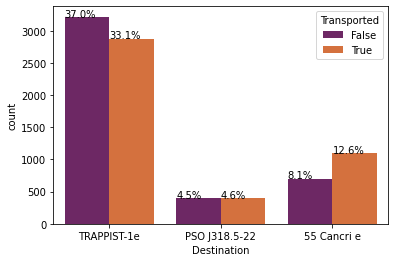 Transported
False
True
37.0%
33.1%
4.5%
4.6%
8.1%
12.6%
3000
2500
2000
1500
1000
500
0
count
TRAPPIST-1e PSO J318.5-22 55 Cancri e
Destination